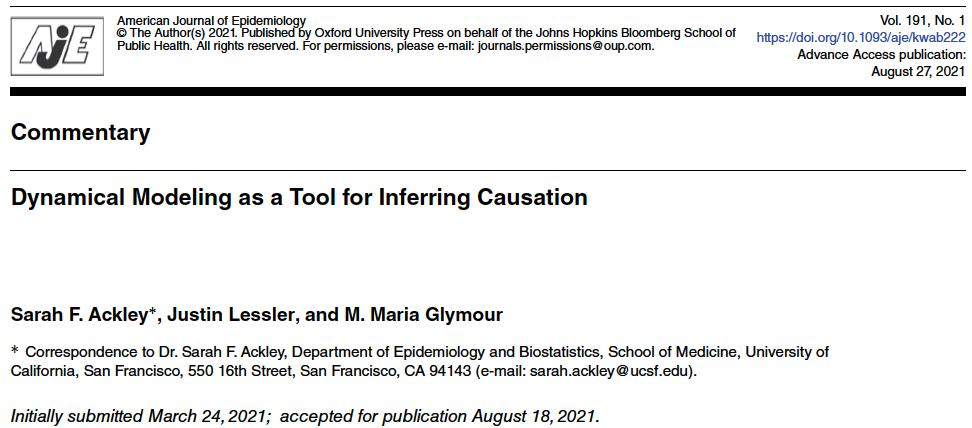 AJE
American Journal of Epidemiology
© The Author(s) 2021. Published by Oxford University Press on behalf of the Johns Hopkins Bloomberg School of
Public Health. All rights reserved. For permissions, please e-mail: journals.permissions@oup.com.
Vol. 191, No. 1
https://doi.org/10.1093/aje/kwab222
Advance Access publication:
August 27, 2021
Commentary
Dynamical Modeling as a Tool for Inferring Causation
Sarah F. Ackley*, Justin Lessler, and M. Maria Glymour
* Correspondence to Dr. Sarah F. Ackley, Department of Epidemiology and Biostatistics, School of Medicine, University of
California, San Francisco, 550 16th Street, San Francisco, CA 94143 (e-mail: sarah.ackley@ucsf.edu).
Initially submitted March 24, 2021; accepted for publication August 18, 2021.